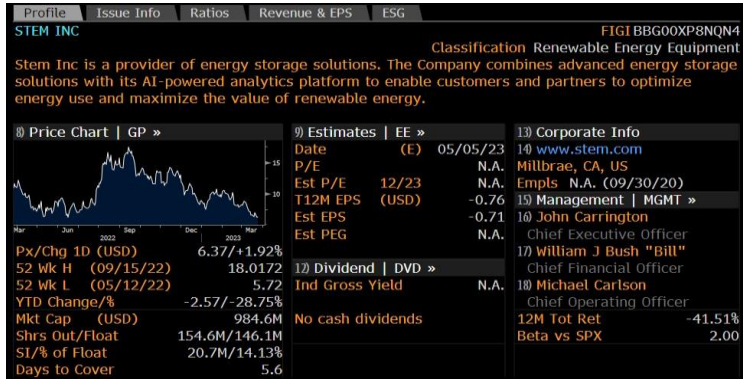 Profile Issue Info Ratios Revenue & EPS ESG
STEM INC
FIGI BBG00XP8NQN4
Classification Renewable Energy Equipment
Stem Inc is a provider of energy storage solutions. The Company combines advanced energy storage
solutions with its AI-powered analytics platform to enable customers and partners to optimize
energy use and maximize the value of renewable energy.
8) Price Chart | GP »
15
10
Mar Jun Sep Dec Mar
2022 2023
Px/Chg 1D (USD) 6.37/+1.92%
52 Wk H (09/15/22) 18.0172
52 Wk L (05/12/22) 5.72
YTD Change/% -2.57/-28.75%
Mkt Cap (USD) 984.6M
Shrs Out/Float 154.6M/146.1M
SI/% of Float 20.7M/14.13%
Days to Cover 5.6
9) Estimates | EE »
Date (E) 05/05/23
P/E N.A.
Est P/E 12/23 N.A.
T12M EPS (USD) -0.76
Est EPS -0.71
Est PEG N.A.
12) Dividend | DVD »
Ind Gross Yield N.A.
No cash dividends
13) Corporate Info
14) www.stem.com
Millbrae, CA, US
Empls N.A. (09/30/20)
15) Management | MGMT »
16) John Carrington
Chief Executive Officer
17) William J Bush "Bill"
Chief Financial Officer
18) Michael Carlson
Chief Operating Officer
12M Tot Ret -41.51%
Beta vs SPX 2.00